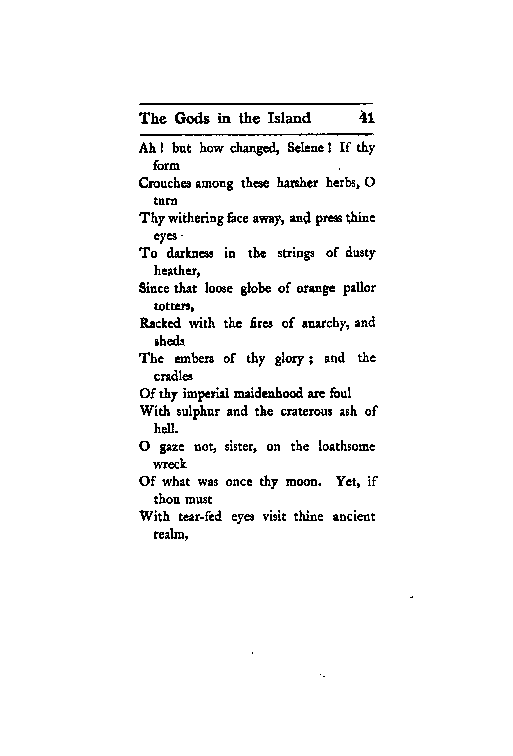 The Gods in the Island 41
Ah! but how changed, Selene! If thy
form
Crouches among these harsher herbs, O
turn
Thy withering face away, and press thine
eyes
To darkness in the strings of dusty
heather,
Since that loose globe of orange pallor
totters,
Racked with the fires of anarchy, and
sheds
The embers of thy glory; and the
cradles
Of thy imperial maidenhood are foul
With sulphur and the craterous ash of
hell.
O gaze not, sister, on the loathsome
wreck
Of what was once thy moon. Yet, if
thou must
With tear-fed eyes visit thine ancient
realm,